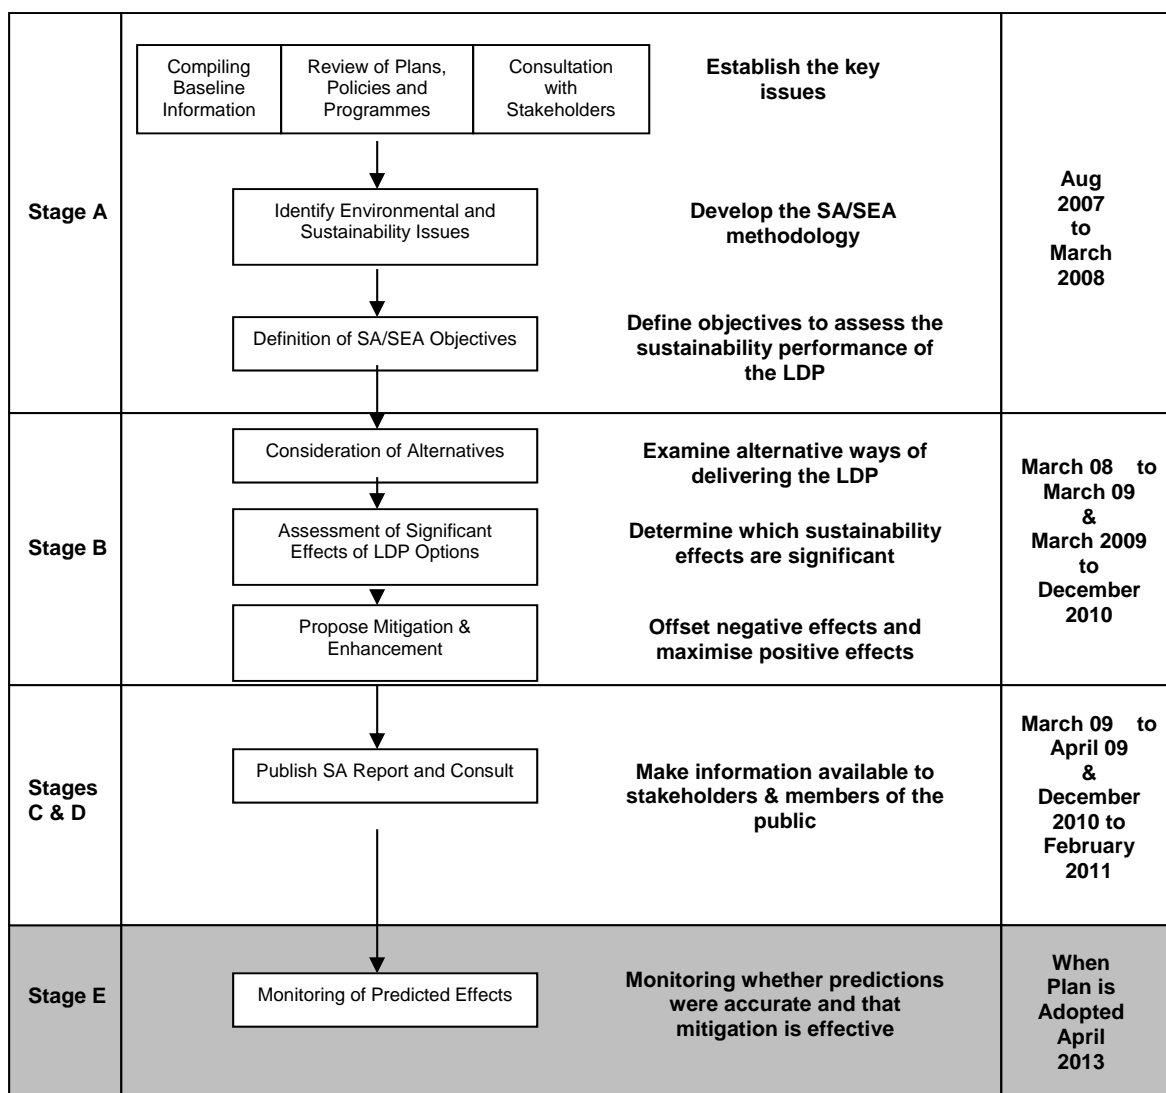 Compiling
Baseline
Information
Review of Plans,
Policies and
Programmes
Consultation
with
Stakeholders
Establish the key
issues
Stage A
Identify Environmental and
Sustainability Issues
Develop the SA/SEA
methodology
Aug
2007
to
March
2008
Definition of SA/SEA Objectives
Define objectives to assess the
sustainability performance of
the LDP
Stage B
Consideration of Alternatives
Examine alternative ways of
delivering the LDP
March 08 to
March 09
&
March 2009
to
December
2010
Assessment of Significant
Effects of LDP Options
Determine which sustainability
effects are significant
Propose Mitigation &
Enhancement
Offset negative effects and
maximise positive effects
Stages
C & D
Publish SA Report and Consult
Make information available to
stakeholders & members of the
public
March 09 to
April 09
&
December
2010 to
February
2011
Stage E
Monitoring of Predicted Effects
Monitoring whether predictions
were accurate and that
mitigation is effective
When
Plan is
Adopted
April
2013